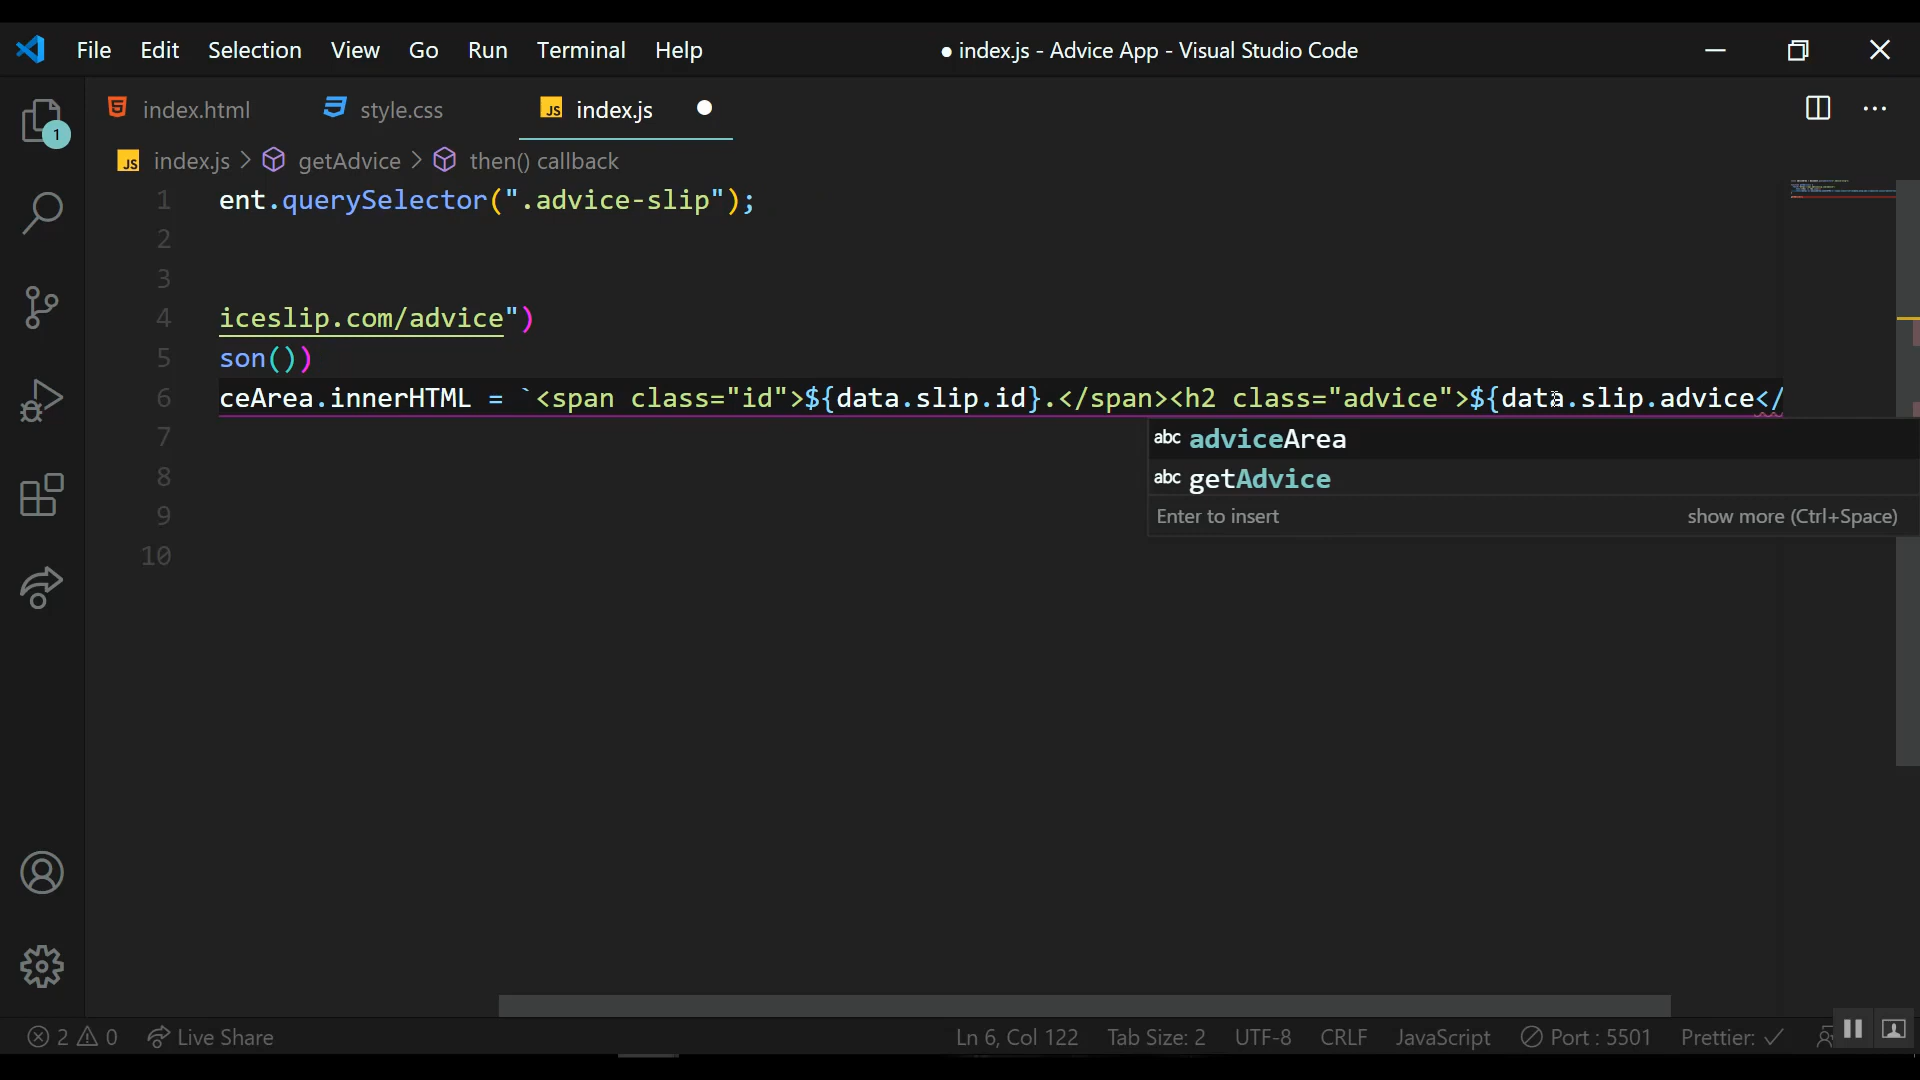 File Edit Selection View Go Run Terminal Help ● index.js - Advice App - Visual Studio Code
index.html style.css JS index.js
1
JS index.js > getAdvice > then() callback
1 ent.querySelector(".advice-slip");
2
3
4 iceslip.com/advice")
5 son())
6 ceArea.innerHTML = `<span class="id">${data.slip.id}.</span><h2 class="advice">${data.slip.advice</
7
abc adviceArea
8
abc getAdvice
9
Enter to insert show more (Ctrl+Space)
10
2 0 Live Share Ln 6, Col 122 Tab Size: 2 UTF-8 CRLF JavaScript Port : 5501 Prettier: ✓